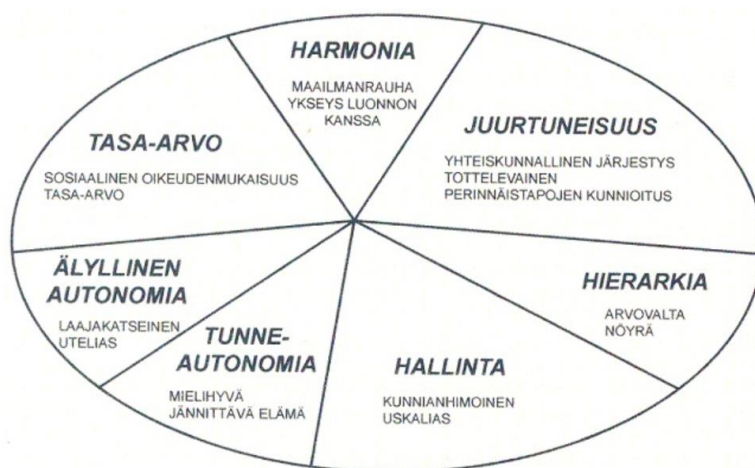 HARMONIA
MAAILMANRAUHA
YKSEYS LUONNON
KANSSA
JUURTUNEISUUS
YHTEISKUNNALLINEN JÄRJESTYS
TOTTELEVAINEN
PERINNÄISTAPOJEN KUNNIOITUS
TASA-ARVO
SOSIAALINEN OIKEUDENMUKAISUUS
TASA-ARVO
ÄLYLLINEN
AUTONOMIA
LAAJAKATSEINEN
UTELIAS
TUNNE-
AUTONOMIA
MIELIHYVÄ
JÄNNITTÄVÄ ELÄMÄ
HALLINTA
KUNNIANHIMOINEN
USKALIAS
HIERARKIA
ARVOVALTA
NÖYRÄ